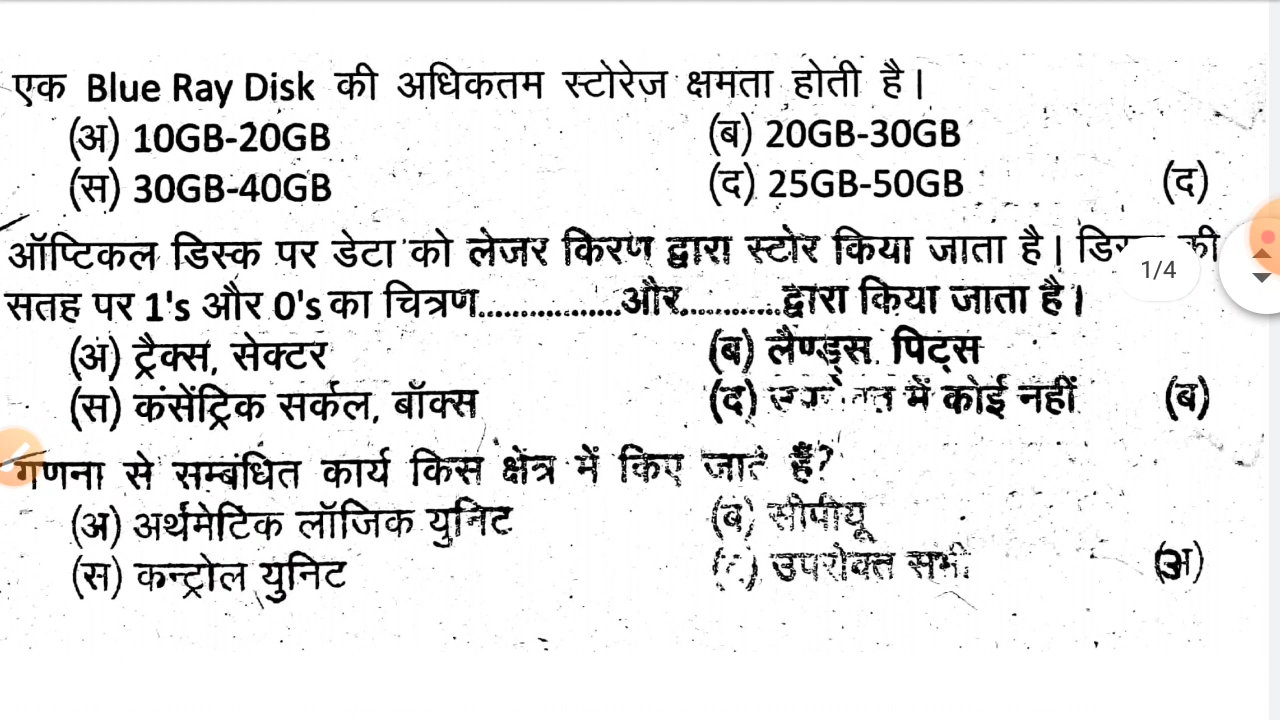 एक Blue Ray Disk की अधिकतम स्टोरेज क्षमता होती है।
(अ) 10GB-20GB (ब) 20GB-30GB
(स) 30GB-40GB (द) 25GB-50GB (द)
ऑप्टिकल डिस्क पर डेटा को लेजर किरण द्वारा स्टोर किया जाता है। की
1/4
सतह पर 1's और 0's का चित्रण................और............द्वारा किया जाता है।
(अ) ट्रैक्स, सेक्टर (ब) लैण्ड्स, पिट्स
(स) कंसेंट्रिक सर्कल, बॉक्स (द) में कोई नहीं (ब)
गणना से सम्बंधित कार्य किस क्षेत्र में किए जाते हैं?
(अ) अर्थमेटिक लॉजिक युनिट (ब) सीपीयू
(स) कन्ट्रोल युनिट उपरोक्त सभी (अ)